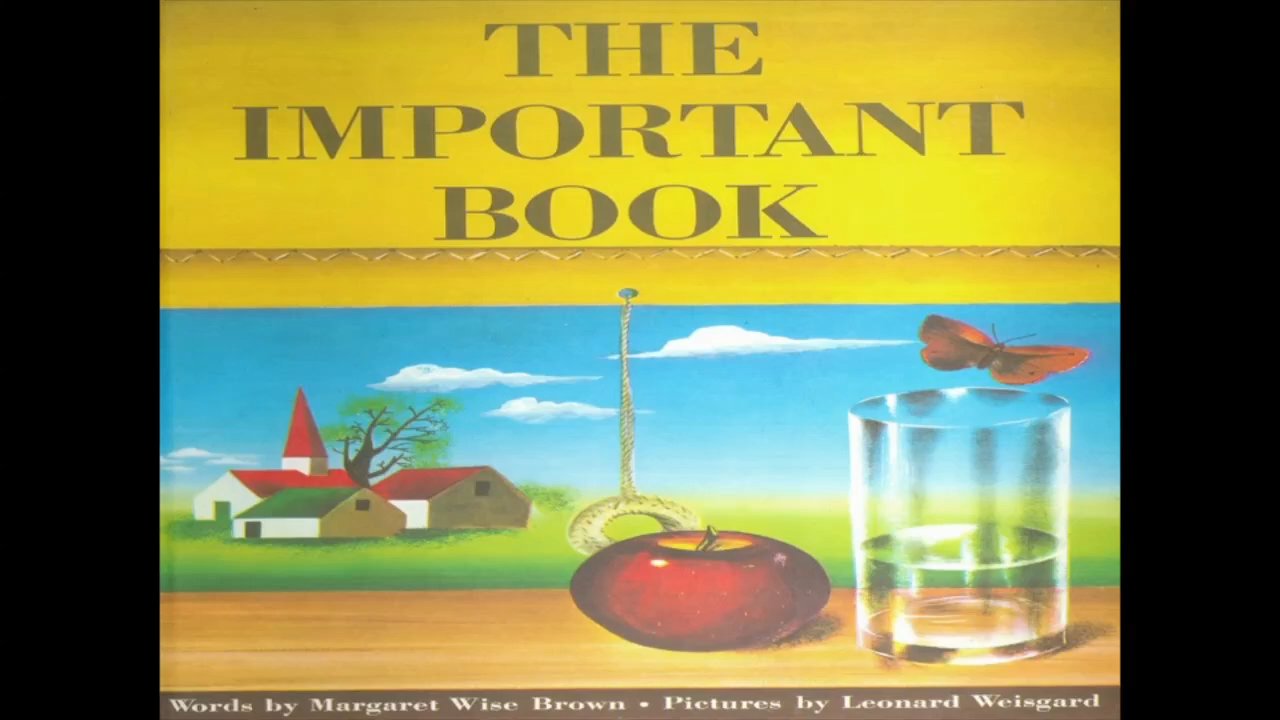 THE
IMPORTANT
BOOK
Words by Margaret Wise Brown • Pictures by Leonard Weisgard